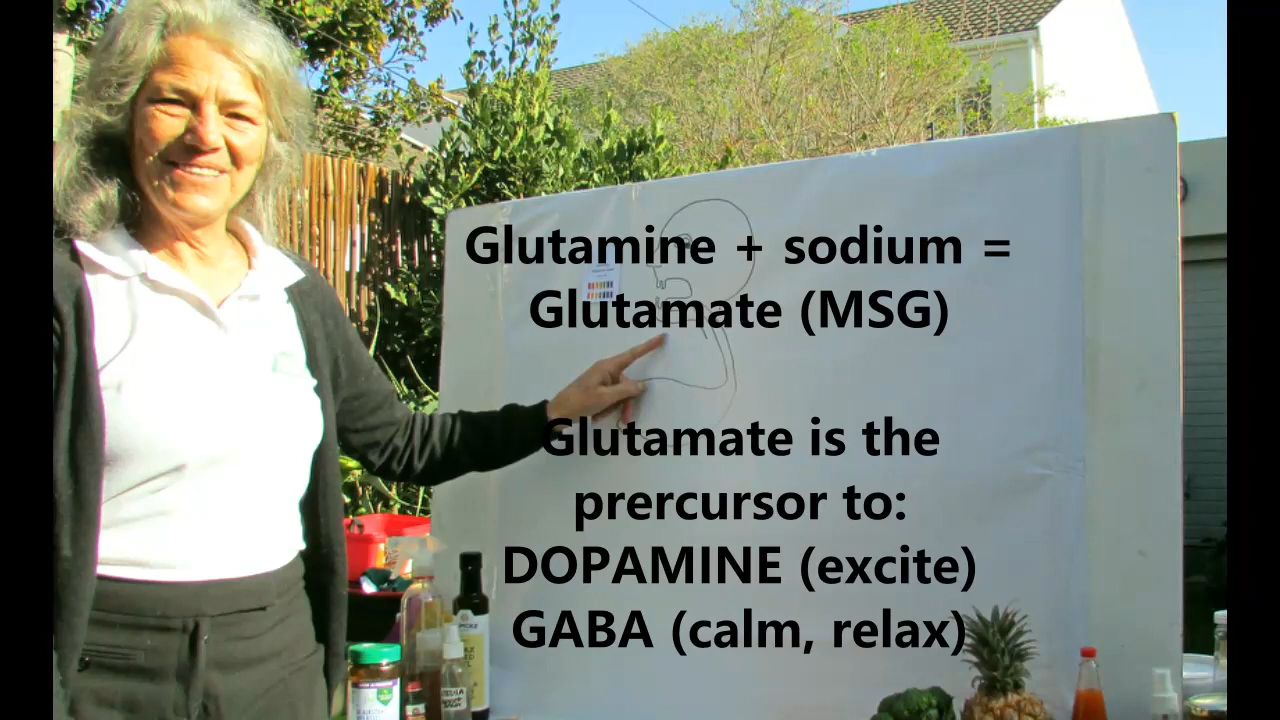 Glutamine + sodium =
Glutamate (MSG)
Glutamate is the
prercursor to:
DOPAMINE (excite)
GABA (calm, relax)